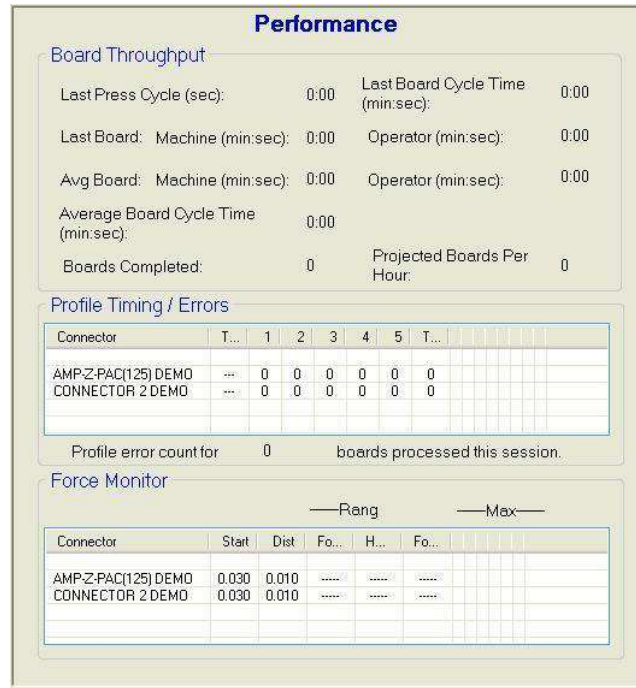 Performance
Board Throughput
Last Press Cycle (sec): 0:00 Last Board Cycle Time (min:sec): 0:00
Last Board: Machine (min:sec): 0:00 Operator (min:sec): 0:00
Avg Board: Machine (min:sec): 0:00 Operator (min:sec): 0:00
Average Board Cycle Time (min:sec): 0:00
Boards Completed: 0 Projected Boards Per Hour: 0
Profile Timing / Errors
Connector T... 1 2 3 4 5 T...
AMP-Z-PAC(125) DEMO --- 0 0 0 0 0 0
CONNECTOR 2 DEMO --- 0 0 0 0 0 0
Profile error count for 0 boards processed this session.
Force Monitor
Rang Max
Connector Start Dist Fo... H... Fo...
AMP-Z-PAC(125) DEMO 0.030 0.010 ----- ----- -----
CONNECTOR 2 DEMO 0.030 0.010 ----- ----- -----